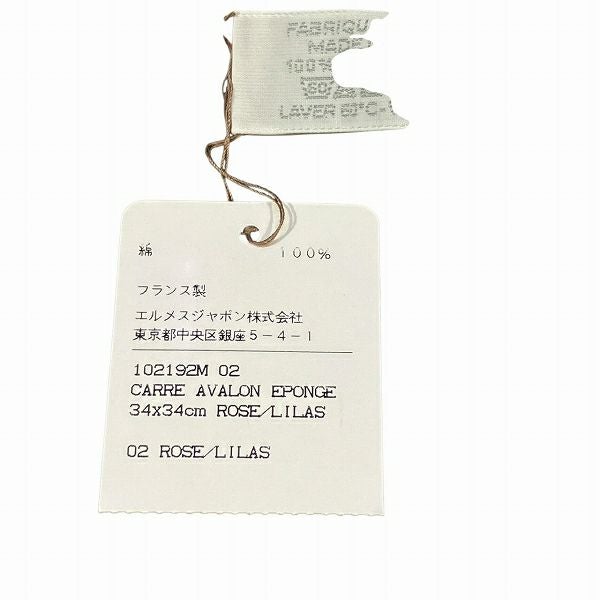 FABRIQU
MADE
100%
60
LAVER 60°C-
綿 100%
フランス製
エルメスジャポン株式会社
東京都中央区銀座5-4-1
102192M 02
CARRE AVALON EPONGE
34x34cm ROSE/LILAS
02 ROSE/LILAS